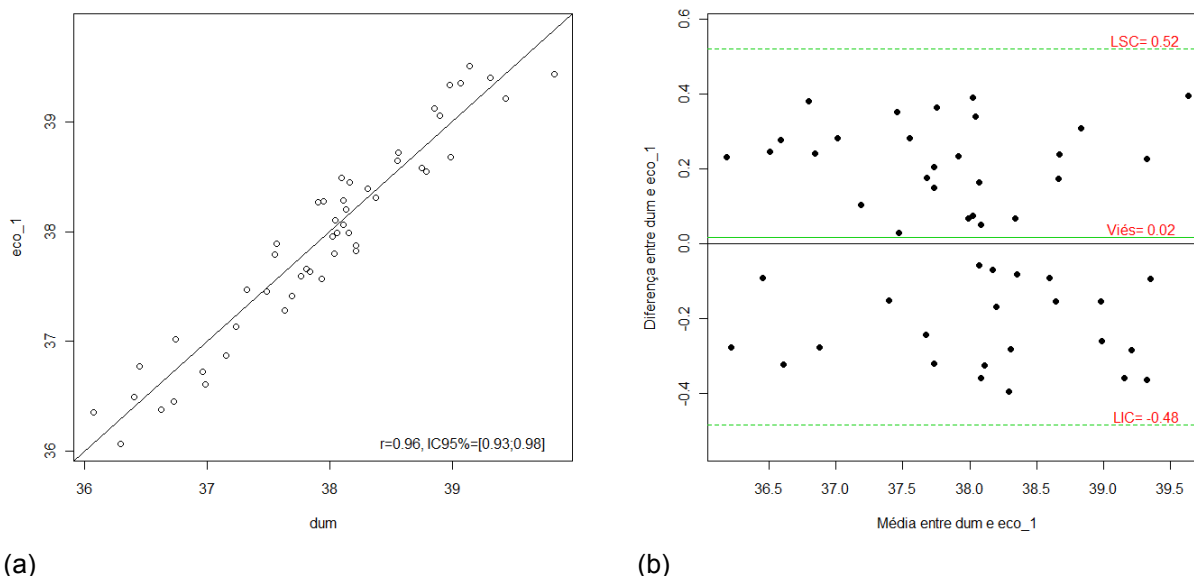 39
38
37
36
eco_1
r=0.96, IC95%=[0.93;0.98]
36 37 38 39
dum
(a)
0.6
0.4
0.2
0.0
-0.2
-0.4
Diferença entre dum e eco_1
LSC= 0.52
Viés= 0.02
LIC= -0.48
36.5 37.0 37.5 38.0 38.5 39.0 39.5
Média entre dum e eco_1
(b)